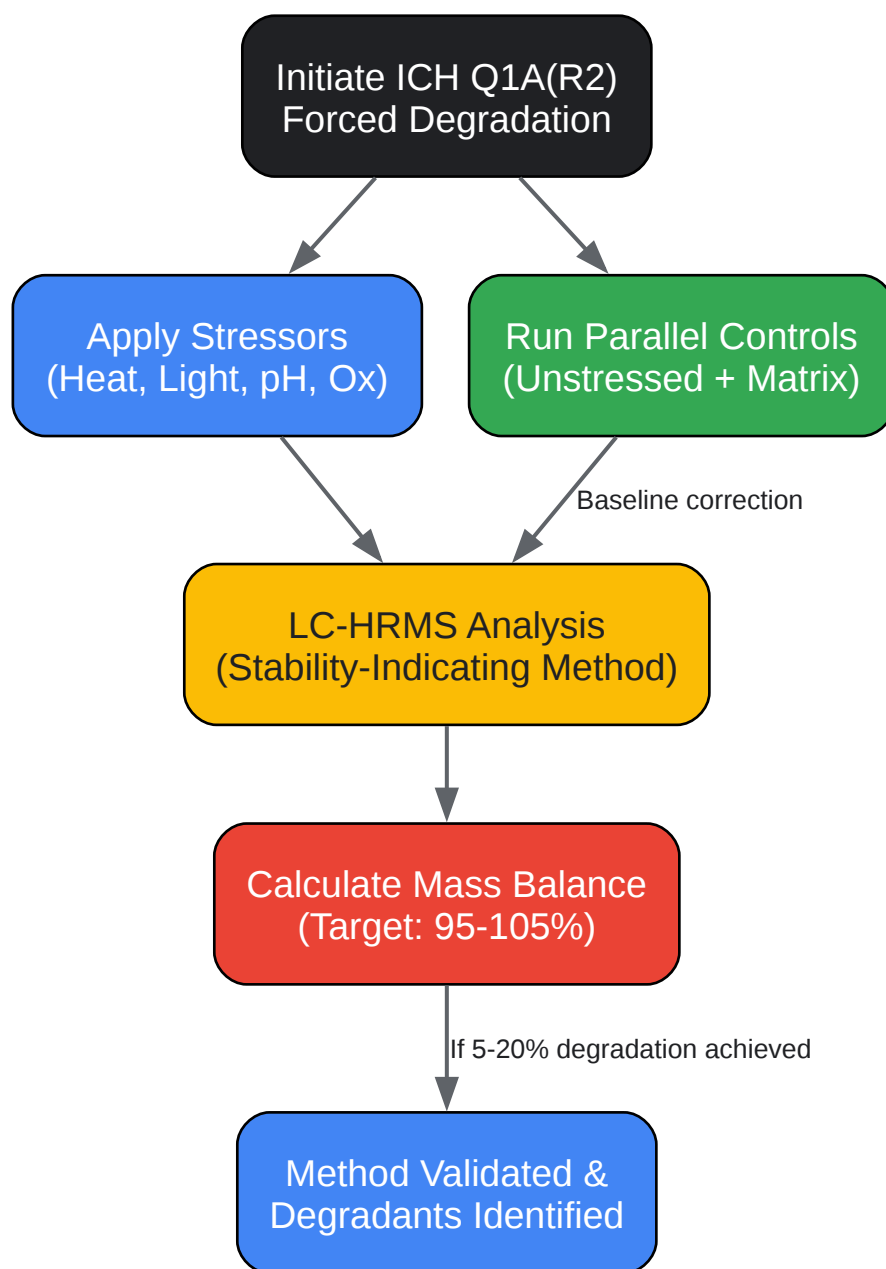 Initiate ICH Q1A(R2)
Forced Degradation
Apply Stressors
(Heat, Light, pH, Ox)
Run Parallel Controls
(Unstressed + Matrix)
Baseline correction
LC-HRMS Analysis
(Stability-Indicating Method)
Calculate Mass Balance
(Target: 95-105%)
If 5-20% degradation achieved
Method Validated &
Degradants Identified